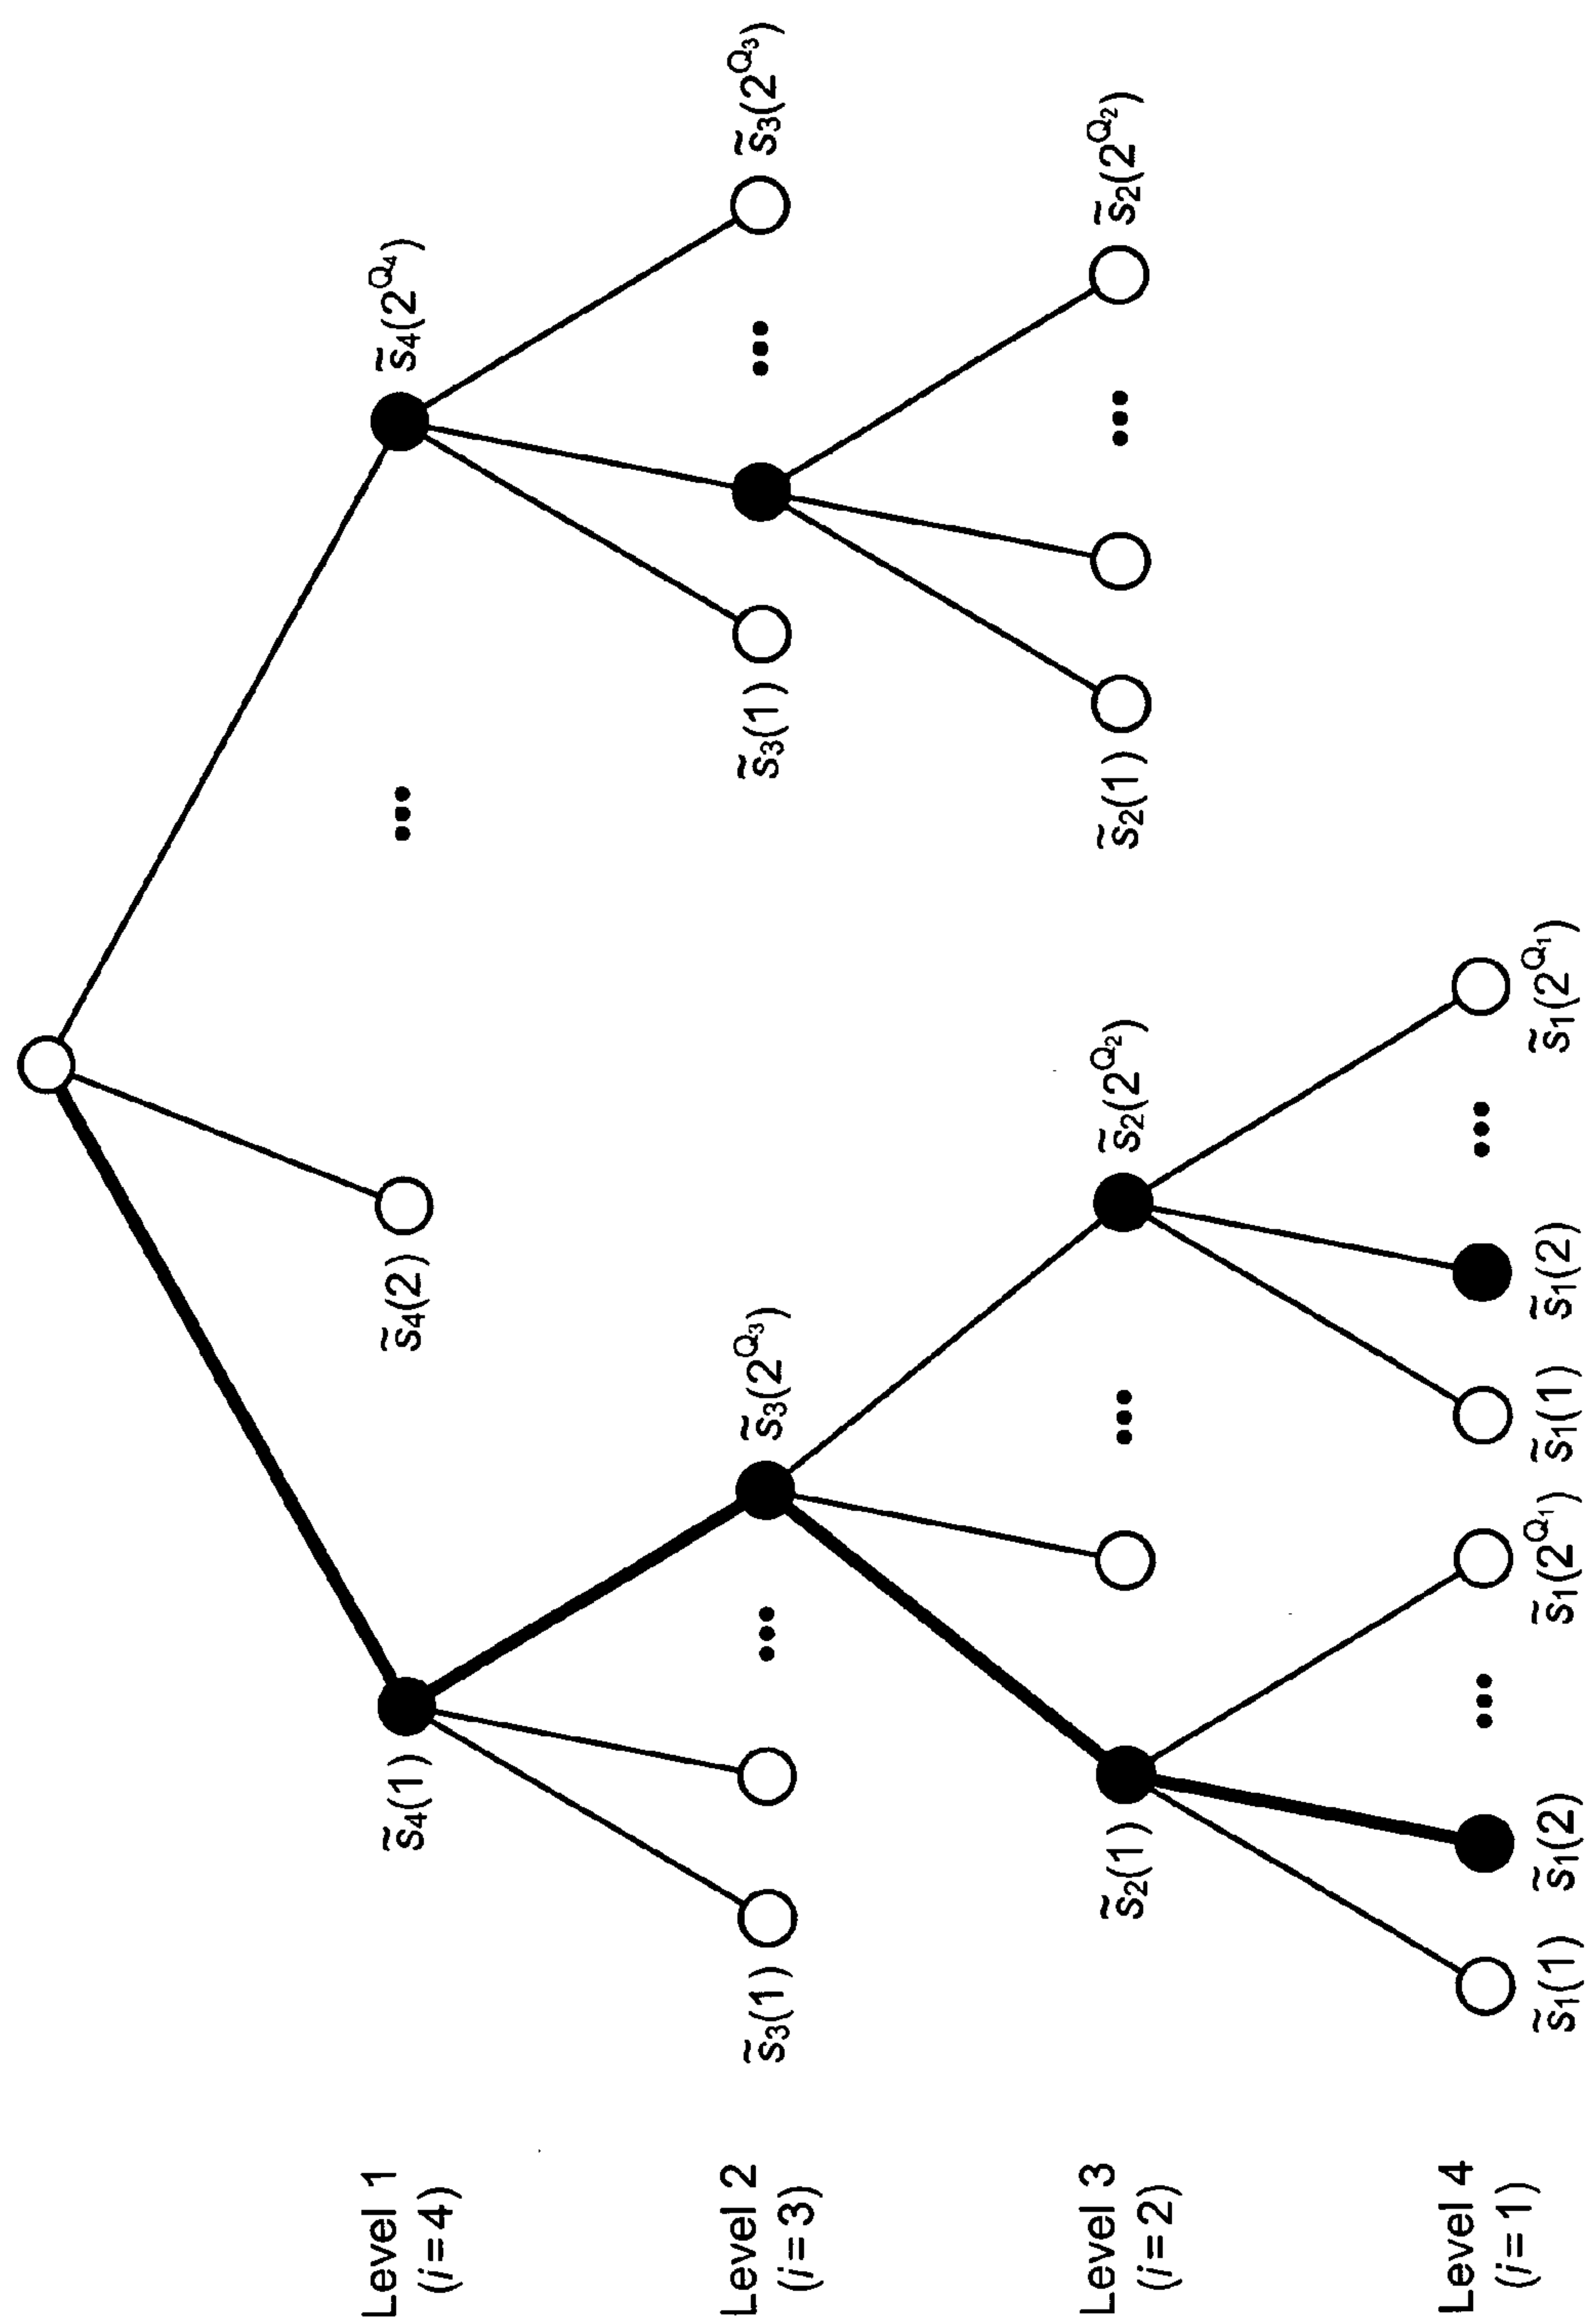 Level 1
(i=4)
s̃₄(1)
s̃₄(2)
•••
s̃₄(2^Q₄)
Level 2
(i=3)
s̃₃(1)
•••
s̃₃(2^Q₃)
s̃₃(1)
•••
s̃₃(2^Q₃)
Level 3
(i=2)
s̃₂(1)
•••
s̃₂(2^Q₂)
s̃₂(1)
•••
s̃₂(2^Q₂)
Level 4
(i=1)
s̃₁(1)
s̃₁(2)
•••
s̃₁(2^Q₁)
s̃₁(1)
s̃₁(2)
•••
s̃₁(2^Q₁)